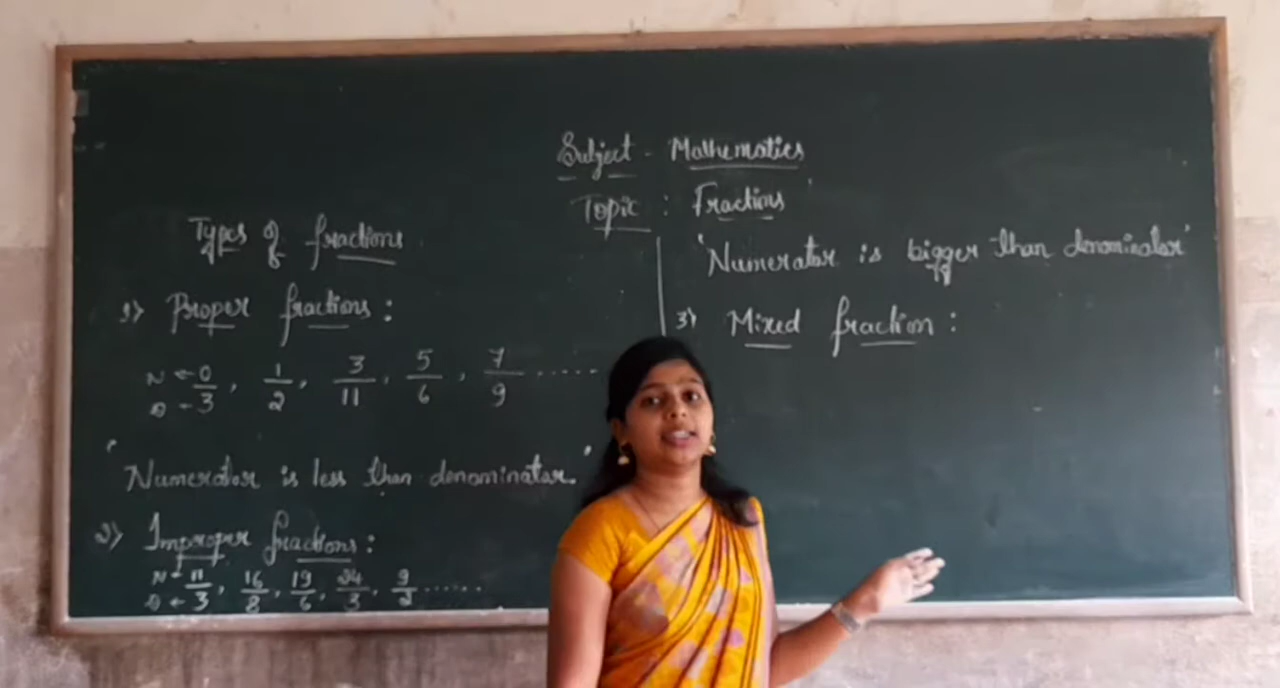 Subject - Mathematics
Topic : Fractions
Types of fractions
1) Proper fractions :
N ← 0/3, 1/2, 3/11, 5/6, 7/9 .....
D ←
"Numerator is less than denominator."
2) Improper fractions :
N ← 11/3, 16/8, 19/6, 24/3, 9/2 ......
D ←
"Numerator is bigger than denominator"
3) Mixed fraction :